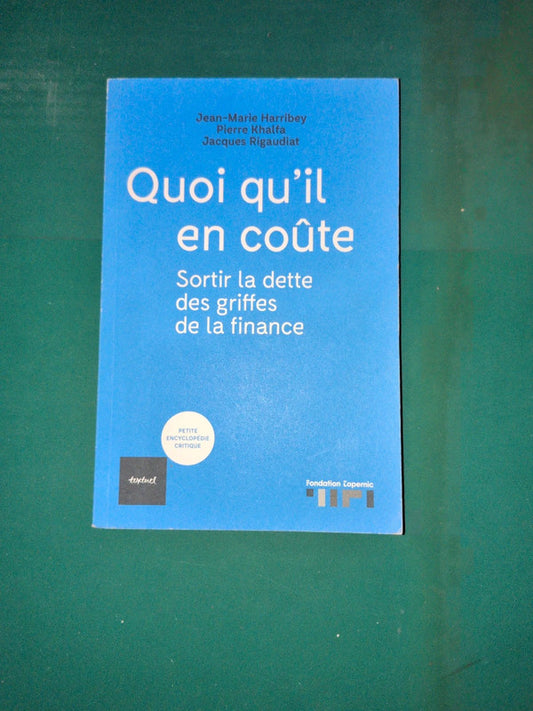 Jean-Marie Harribey
Pierre Khalfa
Jacques Rigaudiat
Quoi qu'il
en coûte
Sortir la dette
des griffes
de la finance
PETITE
ENCYCLOPÉDIE
CRITIQUE
textuel
Fondation Copernic